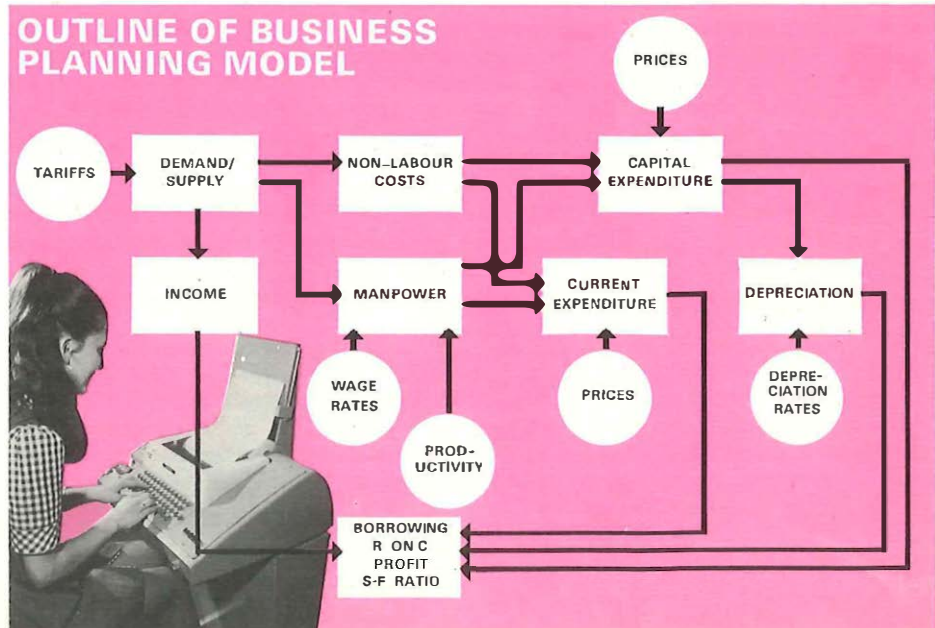 OUTLINE OF BUSINESS
PLANNING MODEL
PRICES
TARIFFS
DEMAND/
SUPPLY
NON-LABOUR
COSTS
CAPITAL
EXPENDITURE
INCOME
MANPOWER
CURRENT
EXPENDITURE
DEPRECIATION
WAGE
RATES
PROD-
UCTIVITY
PRICES
DEPRE-
CIATION
RATES
BORROWING
R ON C
PROFIT
S-F RATIO